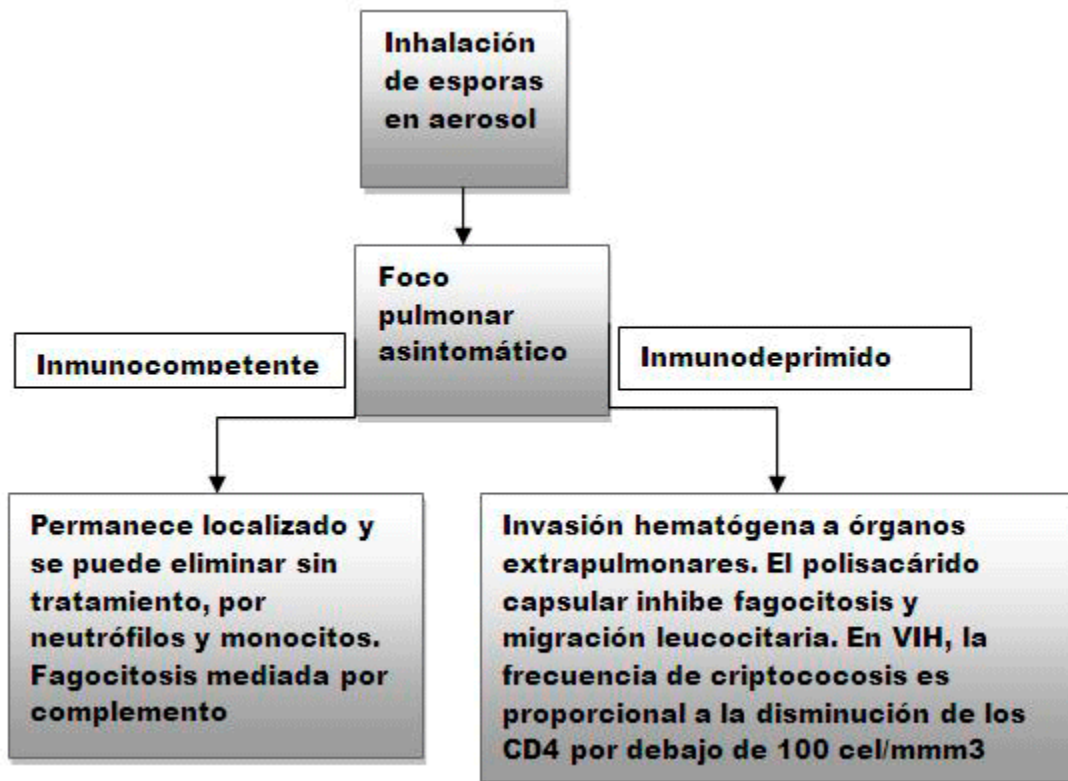 Inhalación
de esporas
en aerosol
Foco
pulmonar
asintomático
Inmunocompetente
Inmunodeprimido
Permanece localizado y
se puede eliminar sin
tratamiento, por
neutrófilos y monocitos.
Fagocitosis mediada por
complemento
Invasión hematógena a órganos
extrapulmonares. El polisacárido
capsular inhibe fagocitosis y
migración leucocitaria. En VIH, la
frecuencia de criptococosis es
proporcional a la disminución de los
CD4 por debajo de 100 cel/mmm3